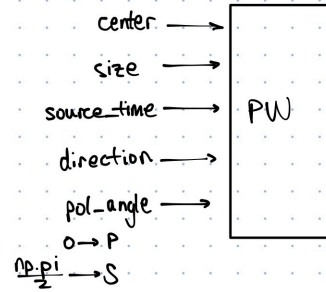 center →
size →
source_time → PW
direction →
pol_angle →
0 → P
np.pi/2 → S